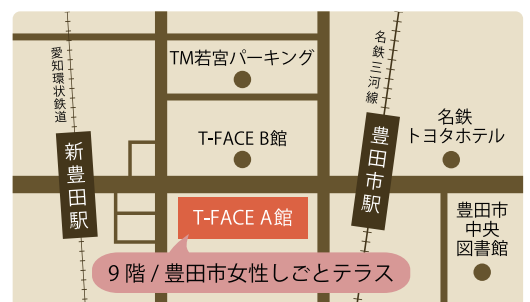 愛知環状鉄道
新豊田駅
TM若宮パーキング
T-FACE B館
T-FACE A館
9階 / 豊田市女性しごとテラス
名鉄三河線
豊田市駅
名鉄
トヨタホテル
豊田市
中央
図書館